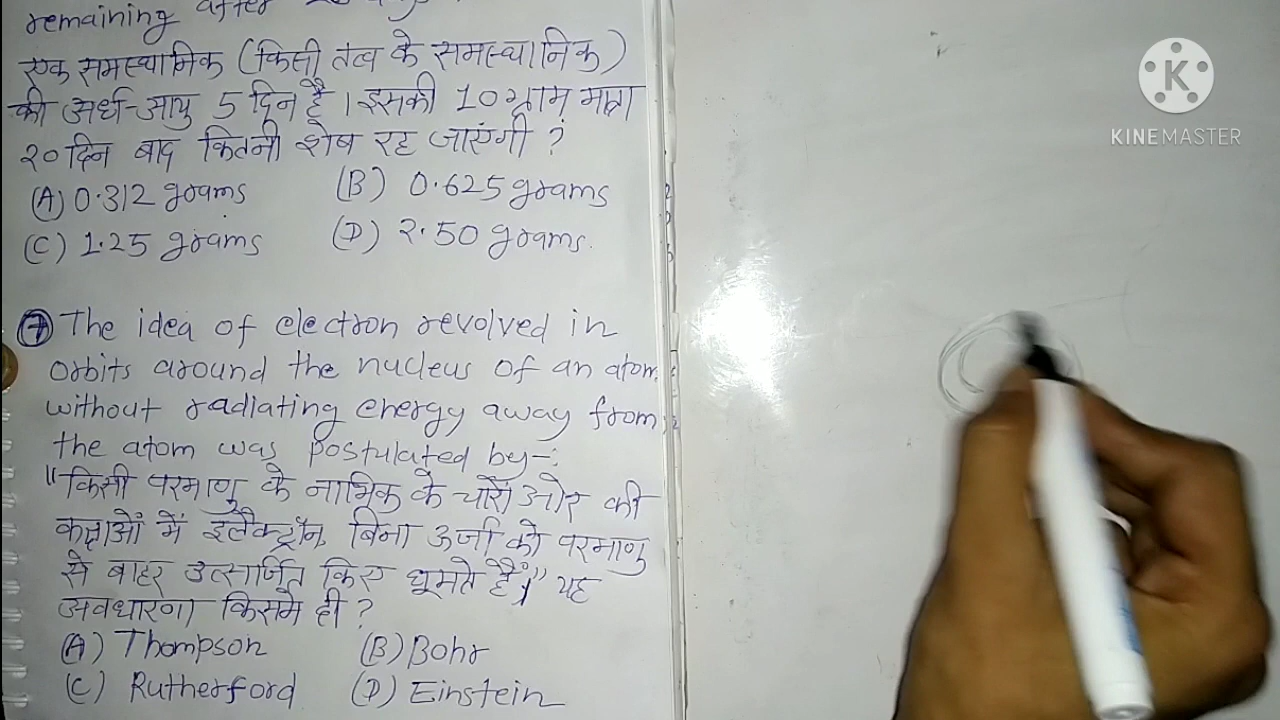 remaining after
एक समस्थानिक (किसी तत्व के समस्थानिक)
की अर्ध-आयु 5 दिन है । इसकी 10 ग्राम मात्रा
२० दिन बाद कितनी शेष रह जाएंगी ?
(A) 0.312 grams (B) 0.625 grams
(C) 1.25 grams (D) 2.50 grams.
⑦ The idea of electron revolved in
orbits around the nucleus of an atom
without radiating energy away from
the atom was postulated by-:
"किसी परमाणु के नाभिक के चारों ओर की
कक्षाओं में इलैक्ट्रॉन बिना ऊर्जा को परमाणु
से बाहर उत्सर्जित किए घूमते हैं।" यह
अवधारणा किसने दी ?
(A) Thompson (B) Bohr
(C) Rutherford (D) Einstein
K
KINEMASTER